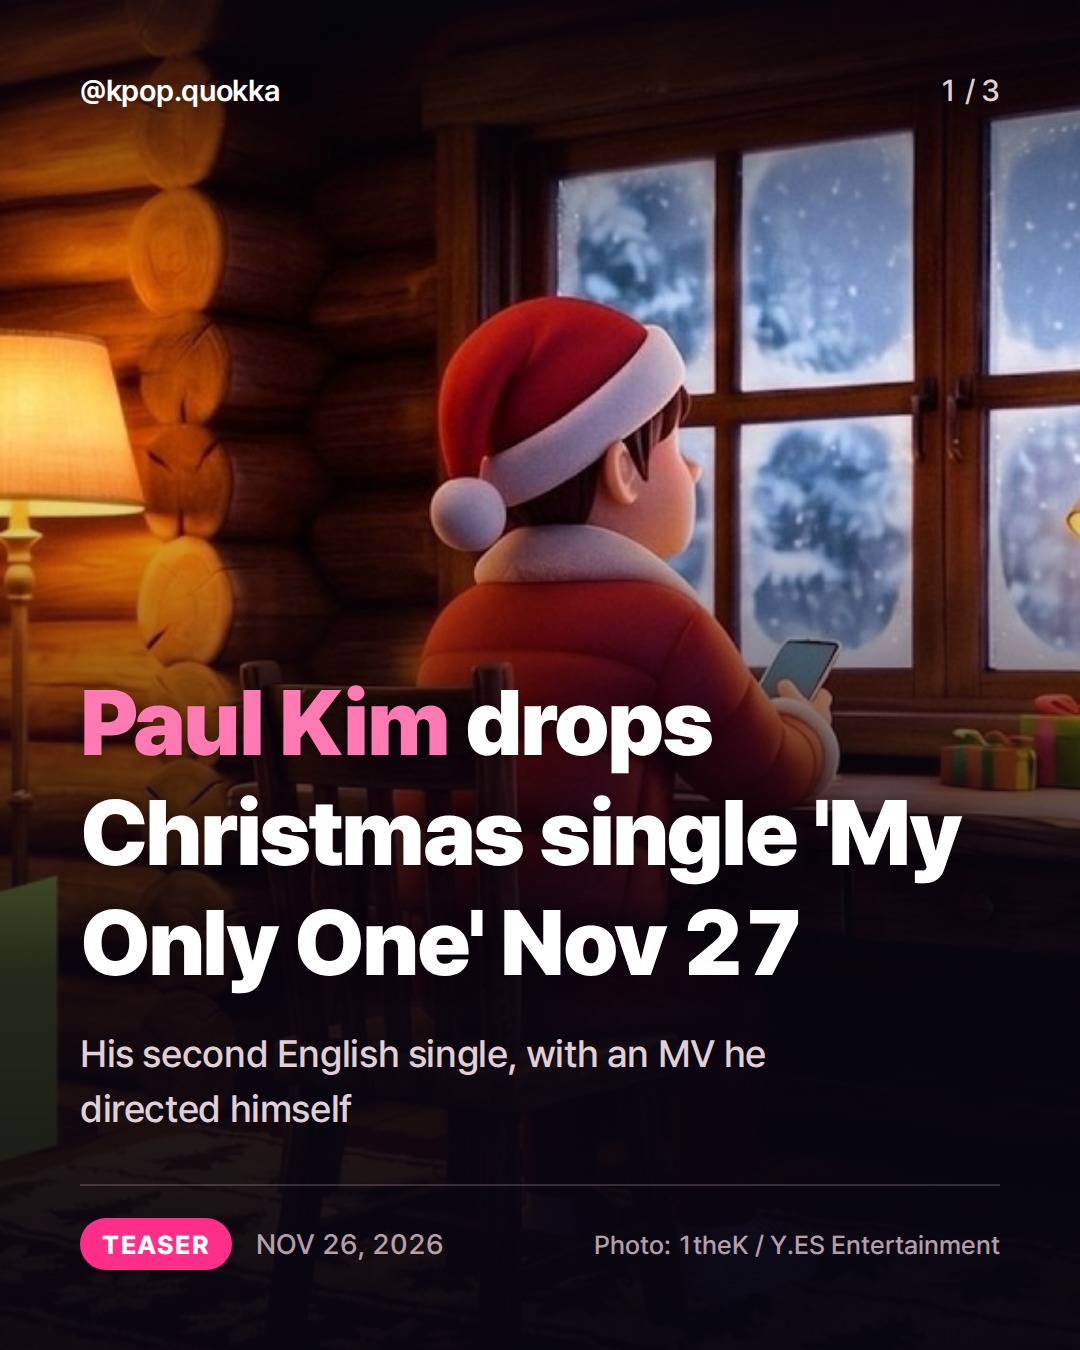 @kpop.quokka
1 / 3
Paul Kim drops
Christmas single 'My
Only One' Nov 27
His second English single, with an MV he
directed himself
TEASER
NOV 26, 2026
Photo: 1theK / Y.ES Entertainment